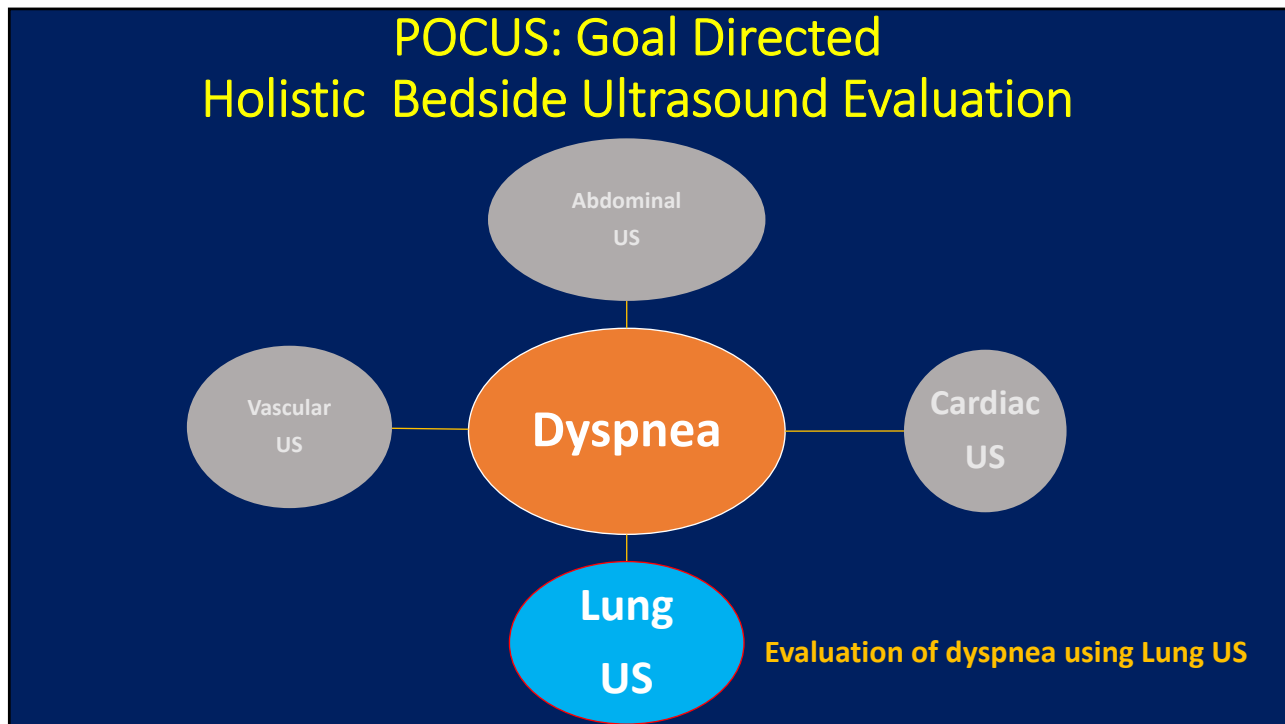 POCUS: Goal Directed
Holistic  Bedside Ultrasound Evaluation
Abdominal
US
Vascular
US
Dyspnea
Cardiac
US
Lung
US
Evaluation of dyspnea using Lung US